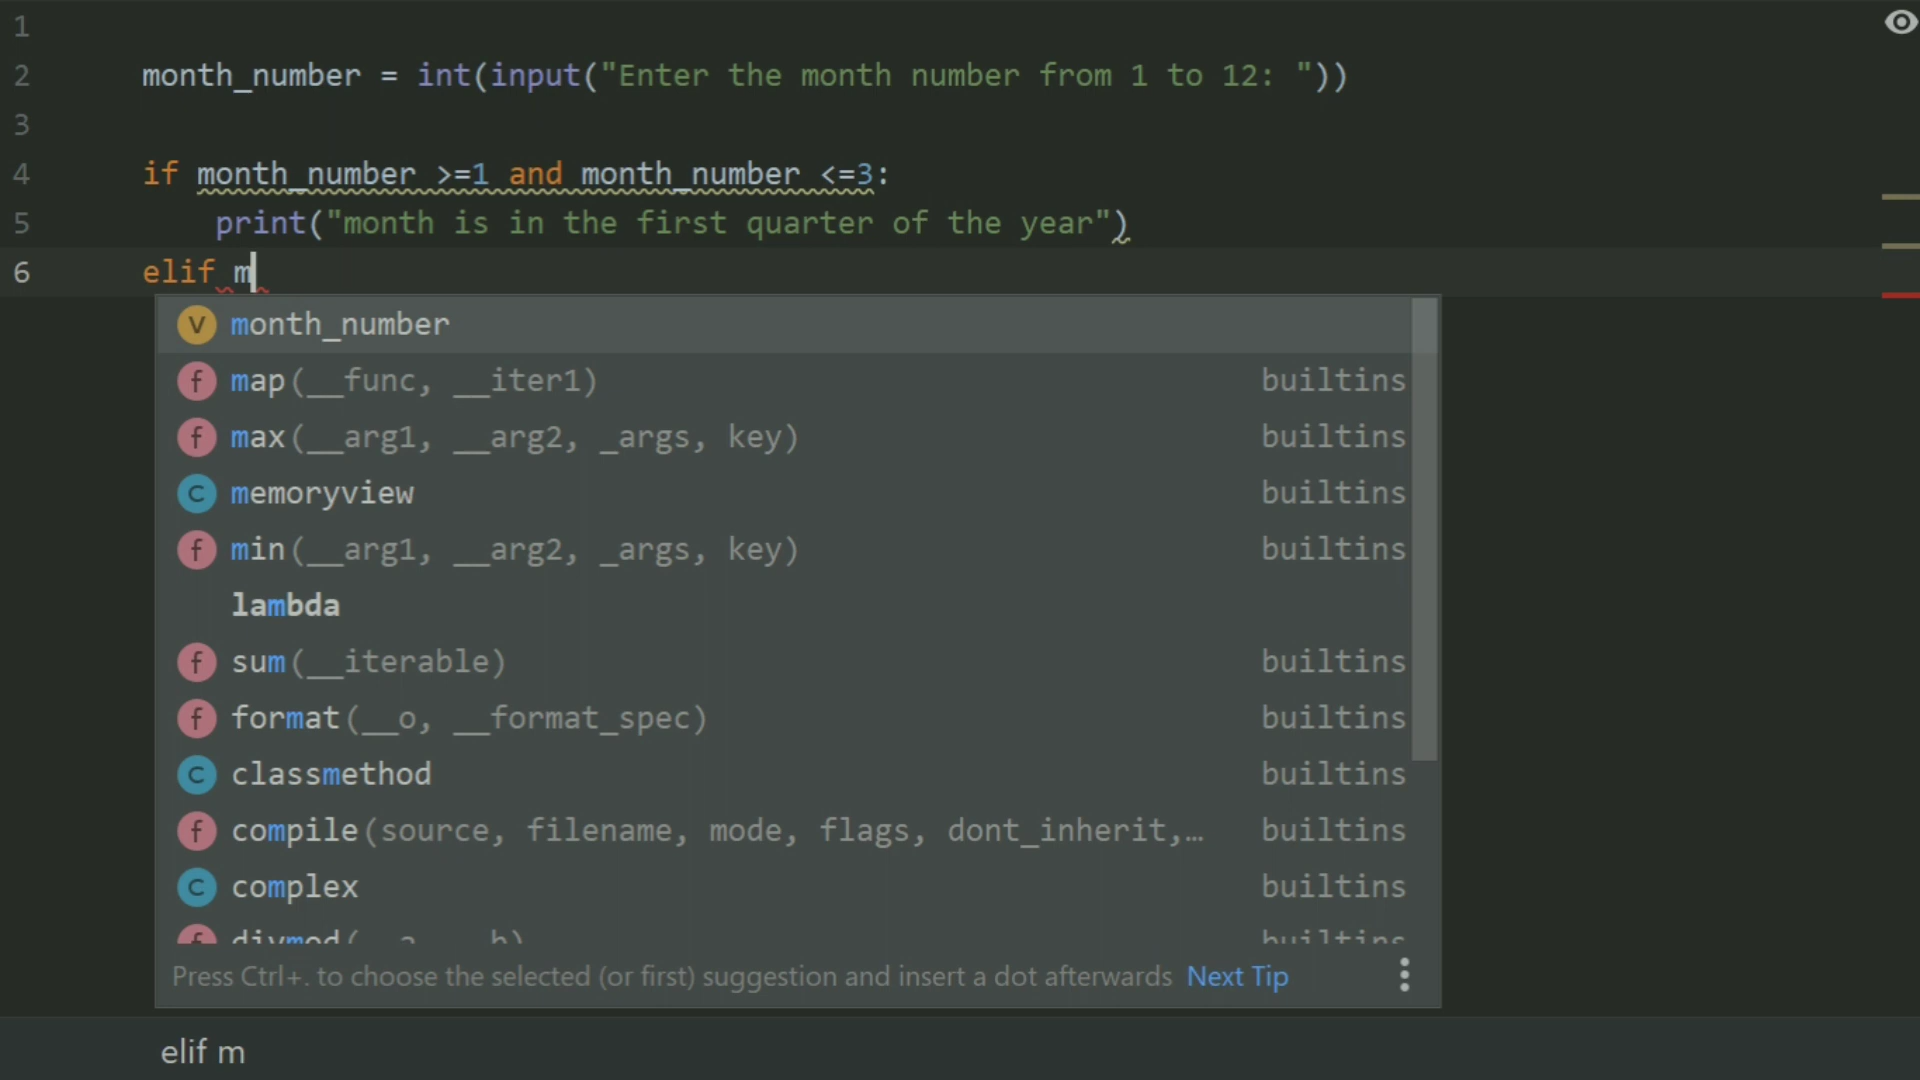 1
2 month_number = int(input("Enter the month number from 1 to 12: "))
3
4 if month_number >=1 and month_number <=3:
5 print("month is in the first quarter of the year")
6 elif m
V month_number
f map(__func, __iter1) builtins
f max(__arg1, __arg2, _args, key) builtins
C memoryview builtins
f min(__arg1, __arg2, _args, key) builtins
lambda
f sum(__iterable) builtins
f format(__o, __format_spec) builtins
C classmethod builtins
f compile(source, filename, mode, flags, dont_inherit,… builtins
C complex builtins
f divmod(__a, __b) builtins
Press Ctrl+. to choose the selected (or first) suggestion and insert a dot afterwards Next Tip
elif m